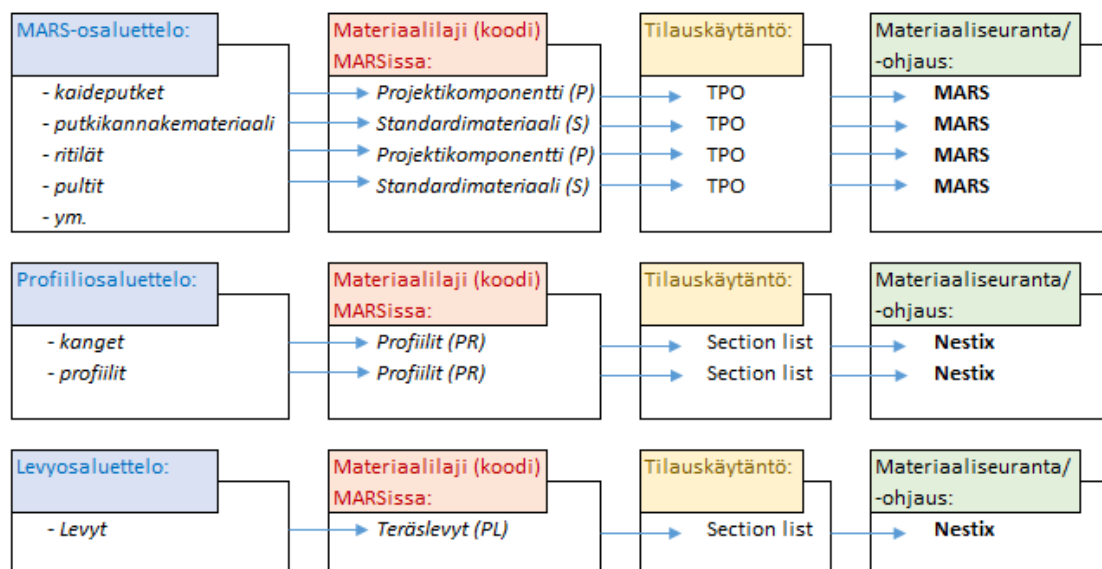 MARS-osaluettelo:
- kaideputket
- putkikannakemateriaali
- ritilät
- pultit
- ym.
Materiaalilaji (koodi)
MARSissa:
Projektikomponentti (P)
Standardimateriaali (S)
Projektikomponentti (P)
Standardimateriaali (S)
Tilauskäytäntö:
TPO
TPO
TPO
TPO
Materiaaliseuranta/
-ohjaus:
MARS
MARS
MARS
MARS
Profiiliosaluettelo:
- kanget
- profiilit
Materiaalilaji (koodi)
MARSissa:
Profiilit (PR)
Profiilit (PR)
Tilauskäytäntö:
Section list
Section list
Materiaaliseuranta/
-ohjaus:
Nestix
Nestix
Levyosaluettelo:
- Levyt
Materiaalilaji (koodi)
MARSissa:
Teräslevyt (PL)
Tilauskäytäntö:
Section list
Materiaaliseuranta/
-ohjaus:
Nestix